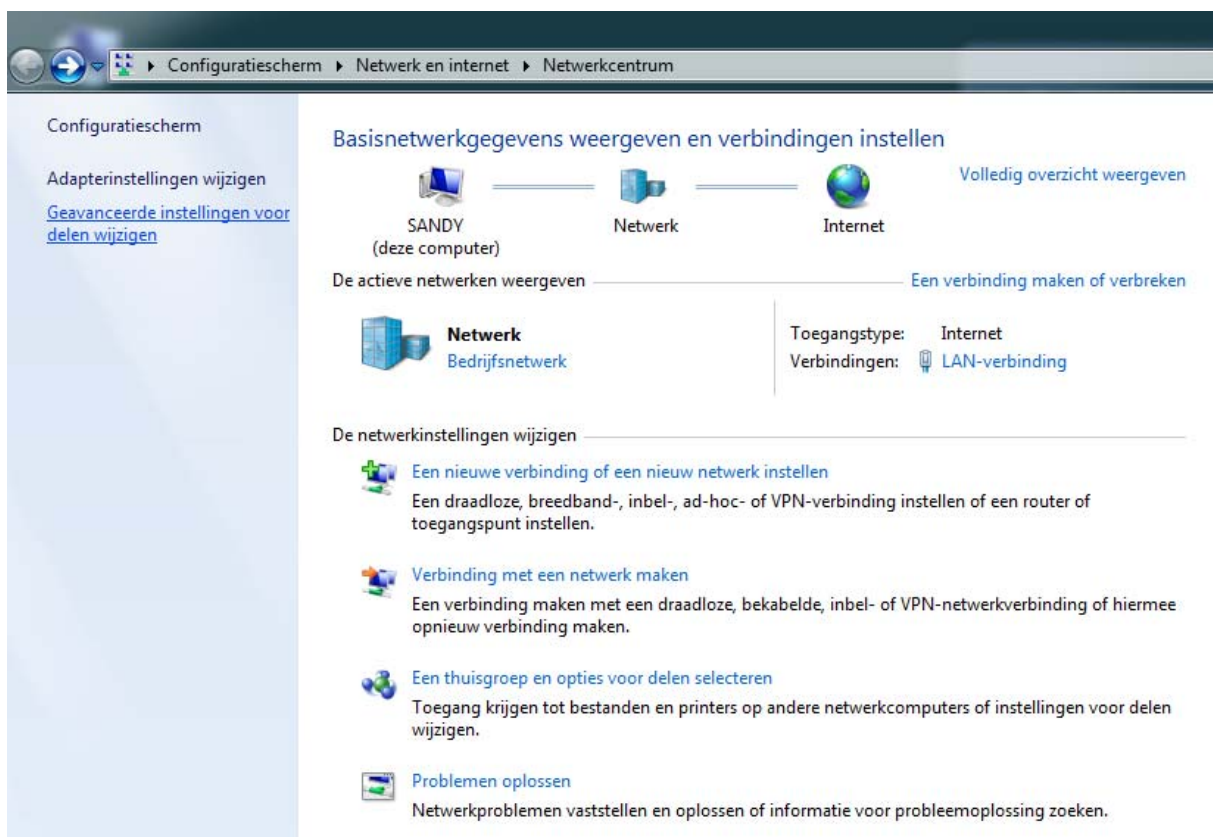 Configuratiescherm ▸ Netwerk en internet ▸ Netwerkcentrum
Configuratiescherm
Adapterinstellingen wijzigen
Geavanceerde instellingen voor
delen wijzigen
Basisnetwerkgegevens weergeven en verbindingen instellen
Volledig overzicht weergeven
SANDY
(deze computer)
Netwerk
Internet
De actieve netwerken weergeven
Een verbinding maken of verbreken
Netwerk
Bedrijfsnetwerk
Toegangstype: Internet
Verbindingen: LAN-verbinding
De netwerkinstellingen wijzigen
Een nieuwe verbinding of een nieuw netwerk instellen
Een draadloze, breedband-, inbel-, ad-hoc- of VPN-verbinding instellen of een router of
toegangspunt instellen.
Verbinding met een netwerk maken
Een verbinding maken met een draadloze, bekabelde, inbel- of VPN-netwerkverbinding of hiermee
opnieuw verbinding maken.
Een thuisgroep en opties voor delen selecteren
Toegang krijgen tot bestanden en printers op andere netwerkcomputers of instellingen voor delen
wijzigen.
Problemen oplossen
Netwerkproblemen vaststellen en oplossen of informatie voor probleemoplossing zoeken.